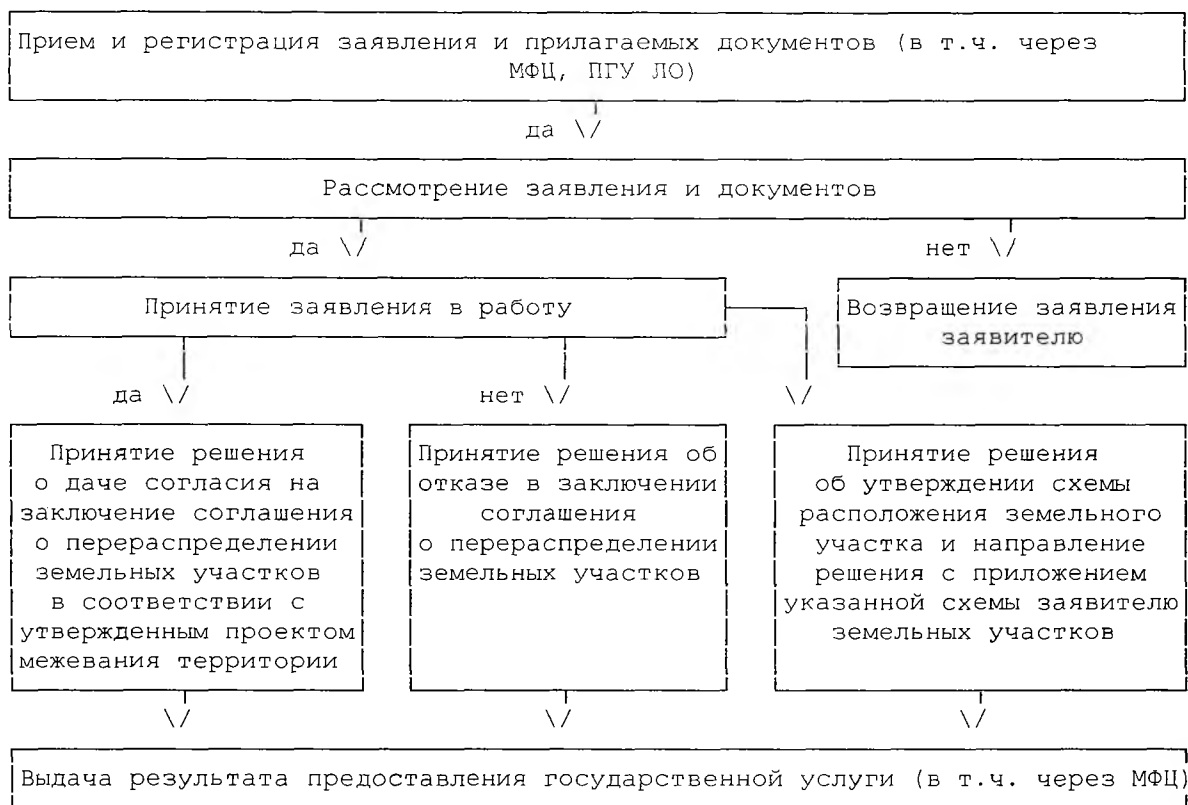 Прием и регистрация заявления и прилагаемых документов (в т.ч. через
МФЦ, ПГУ ЛО)
да \/
Рассмотрение заявления и документов
да \/
нет \/
Принятие заявления в работу
Возвращение заявления
заявителю
да \/
нет \/
\/
Принятие решения
о даче согласия на
заключение соглашения
о перераспределении
земельных участков
в соответствии с
утвержденным проектом
межевания территории
Принятие решения об
отказе в заключении
соглашения
о перераспределении
земельных участков
Принятие решения
об утверждении схемы
расположения земельного
участка и направление
решения с приложением
указанной схемы заявителю
земельных участков
\/
\/
\/
Выдача результата предоставления государственной услуги (в т.ч. через МФЦ)